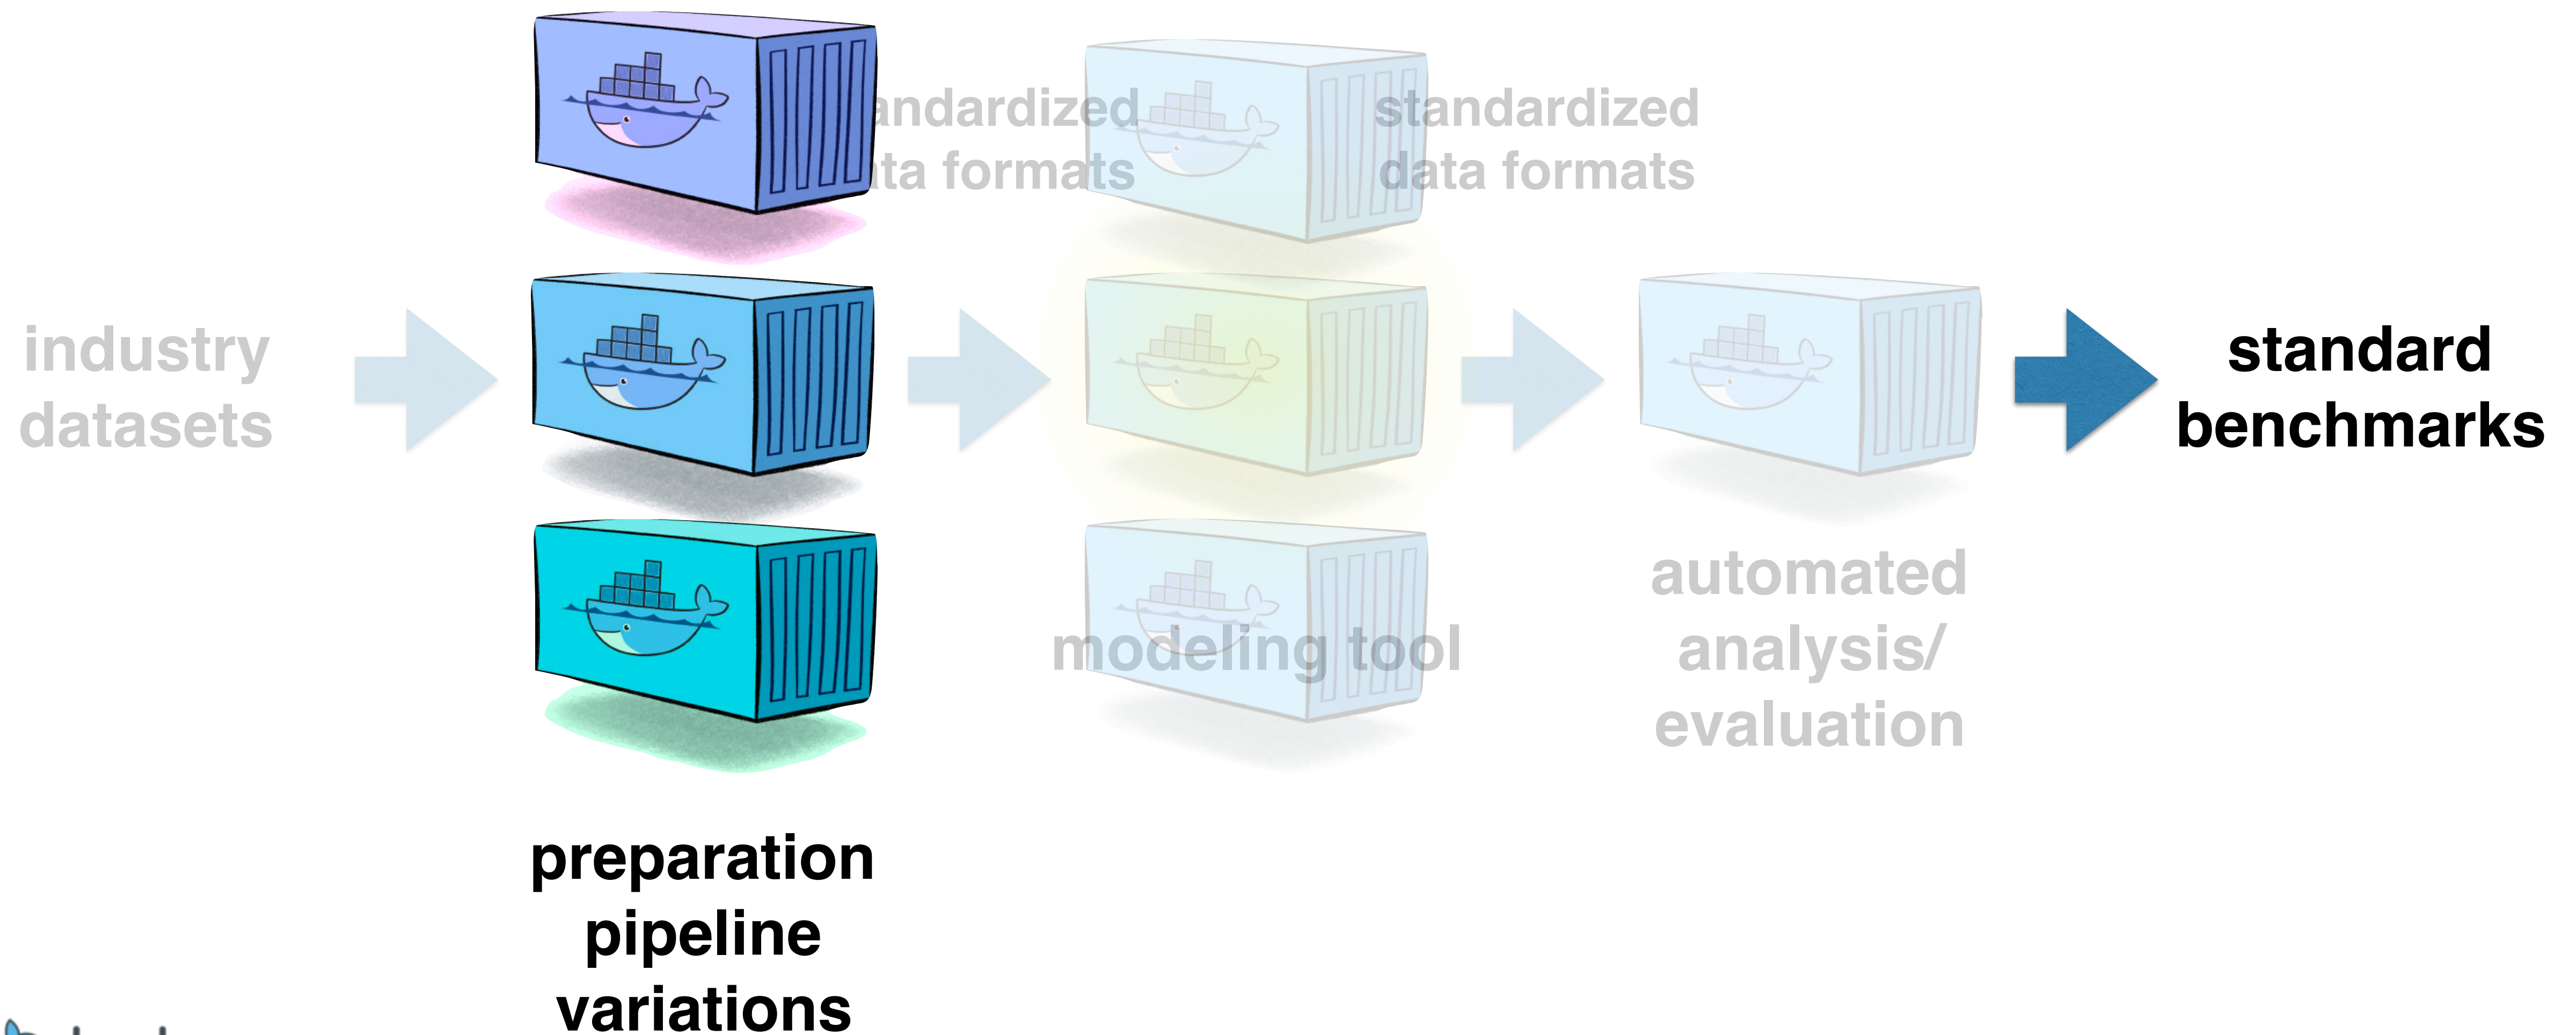 industry
datasets
preparation
pipeline
variations
andardized
ta formats
modeling tool
standardized
data formats
automated
analysis/
evaluation
standard
benchmarks